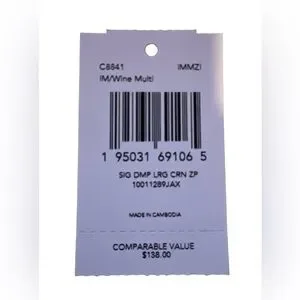 C8841 IMMZI
IM/Wine Multi
1 95031 69106 5
SIG DMP LRG CRN ZP
10011289JAX
MADE IN CAMBODIA
COMPARABLE VALUE
$138.00